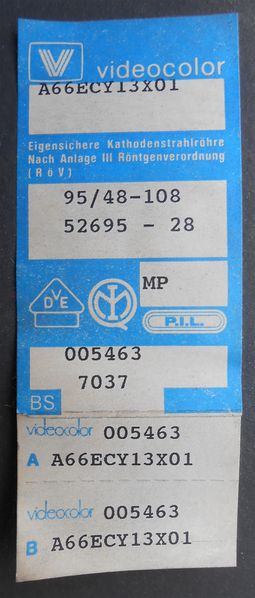 V videocolor
A66ECY13X01
Eigensichere Kathodenstrahlröhre
Nach Anlage III Röntgenverordnung
(RöV)
95/48-108
52695 - 28
MP
VDE
P.I.L.
005463
7037
BS
videocolor 005463
A A66ECY13X01
videocolor 005463
B A66ECY13X01